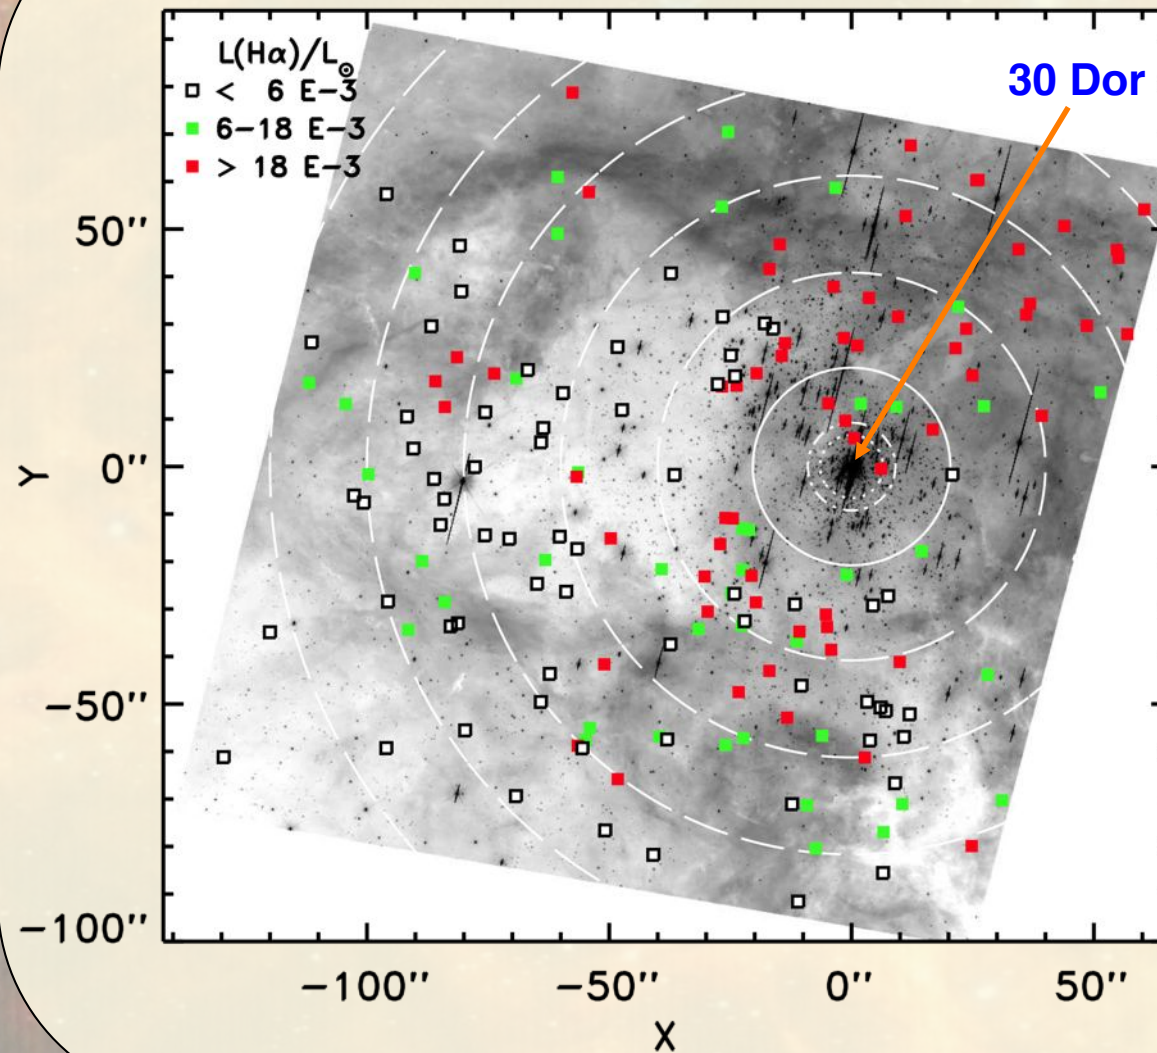 L(Hα)/L⊙
< 6 E-3
6-18 E-3
> 18 E-3
30 Dor
50''
0''
-50''
-100''
Y
-100'' -50'' 0'' 50''
X